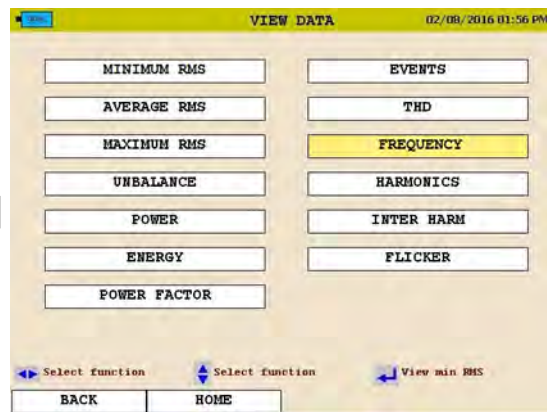 VIEW DATA 02/08/2016 01:56 PM
MINIMUM RMS EVENTS
AVERAGE RMS THD
MAXIMUM RMS FREQUENCY
UNBALANCE HARMONICS
POWER INTER HARM
ENERGY FLICKER
POWER FACTOR
Select function Select function View min RMS
BACK HOME